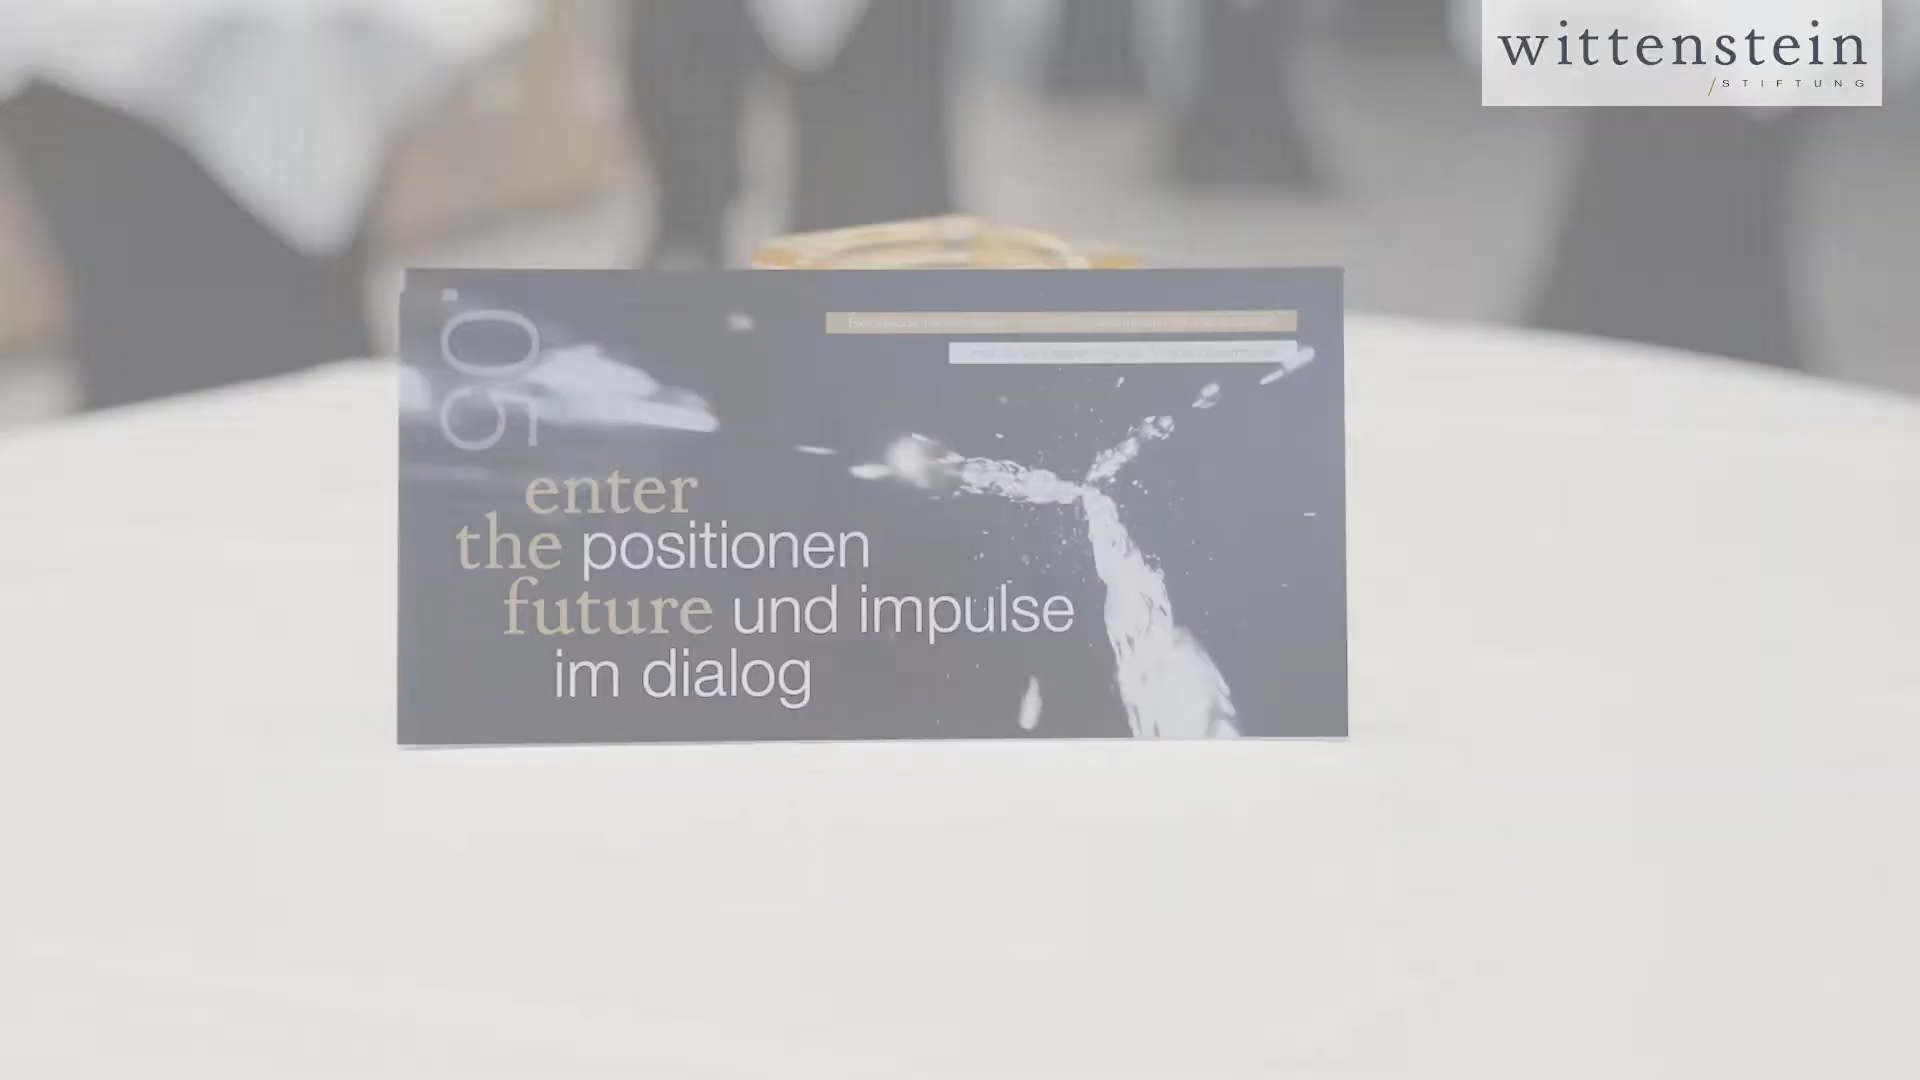 wittenstein
/STIFTUNG
05
enter
the positionen
future und impulse
im dialog